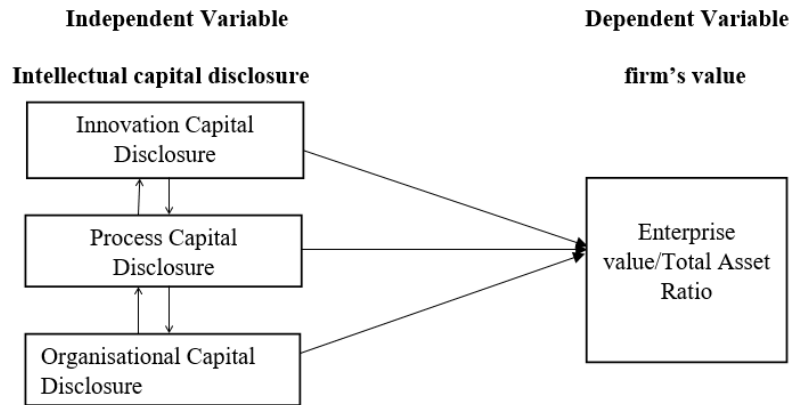 Independent Variable
Dependent Variable
Intellectual capital disclosure
firm's value
Innovation Capital
Disclosure
Process Capital
Disclosure
Organisational Capital
Disclosure
Enterprise
value/Total Asset
Ratio